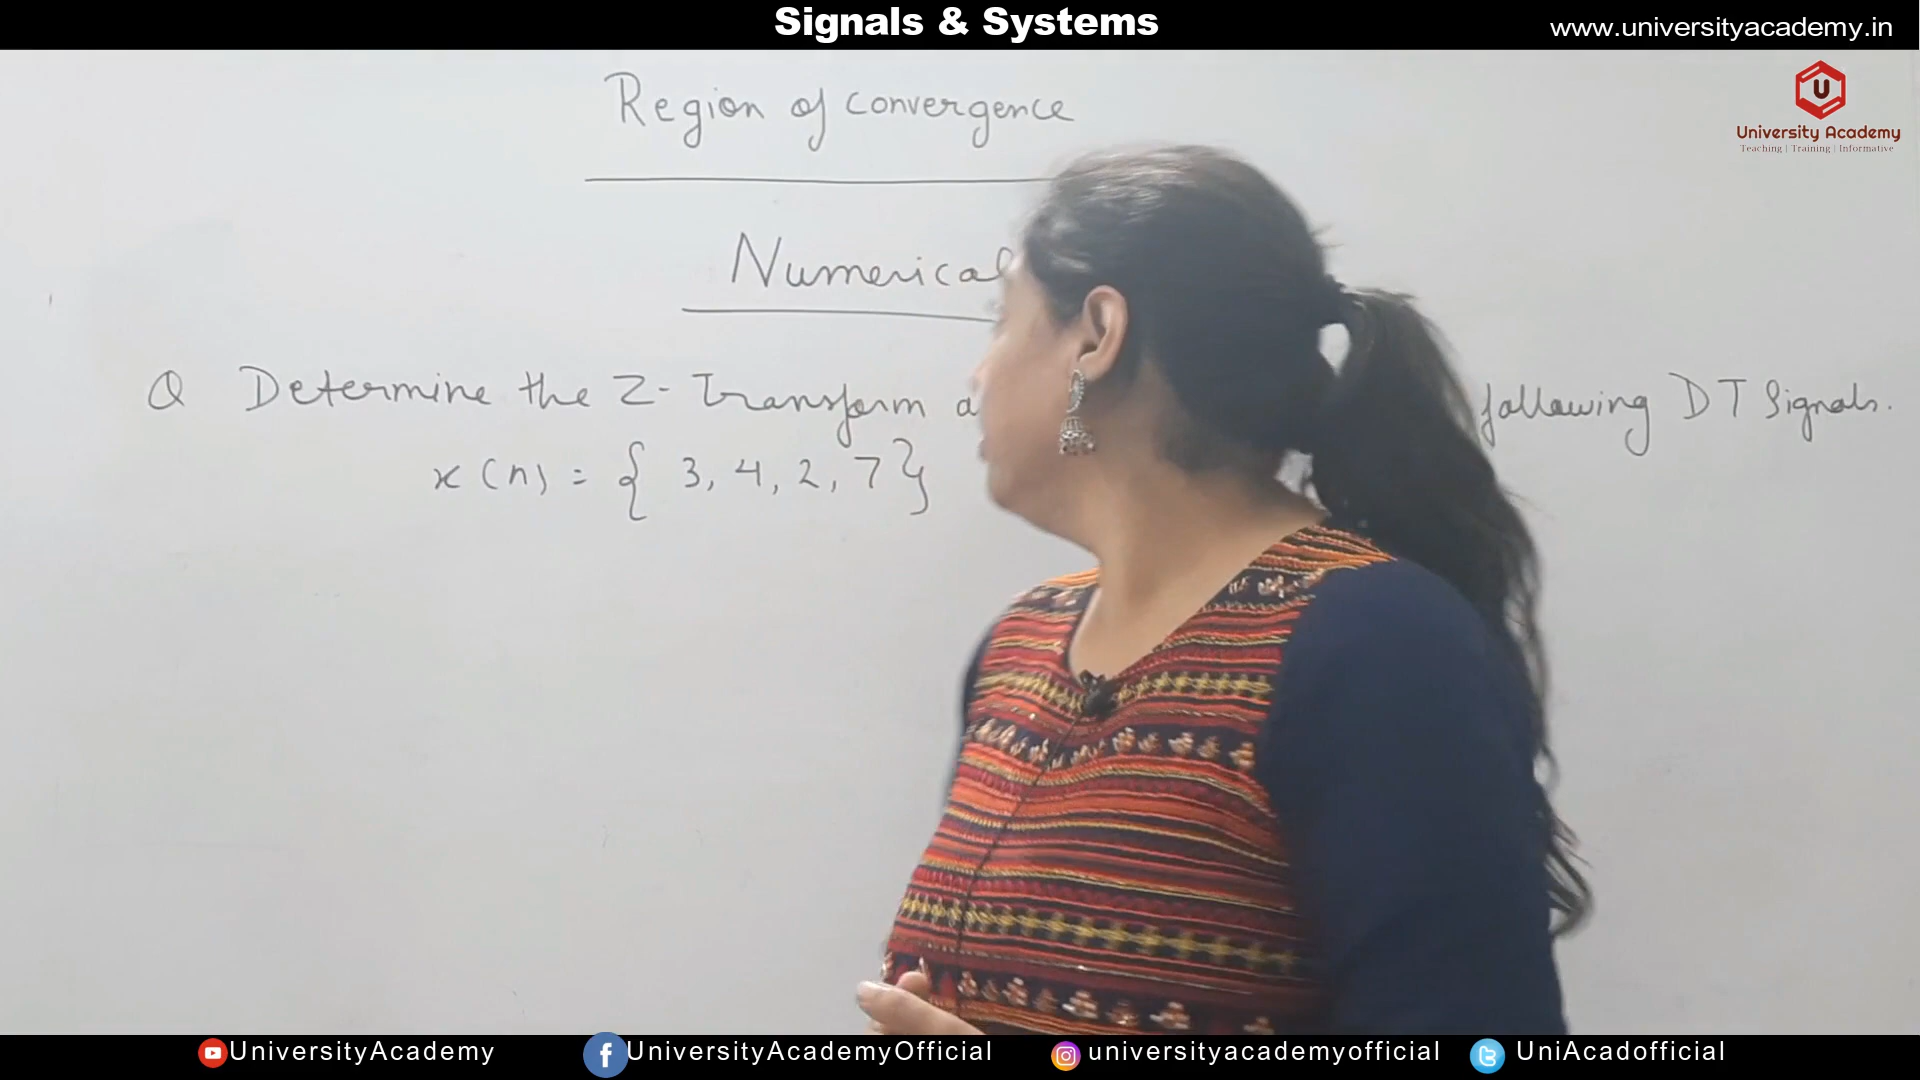 Signals & Systems
www.universityacademy.in
U
University Academy
Teaching | Training | Informative
Region of convergence
Numerical
Q Determine the Z-Transform following DT Signals.
x(n) = { 3, 4, 2, 7}
UniversityAcademy
UniversityAcademyOfficial
universityacademyofficial
UniAcadofficial